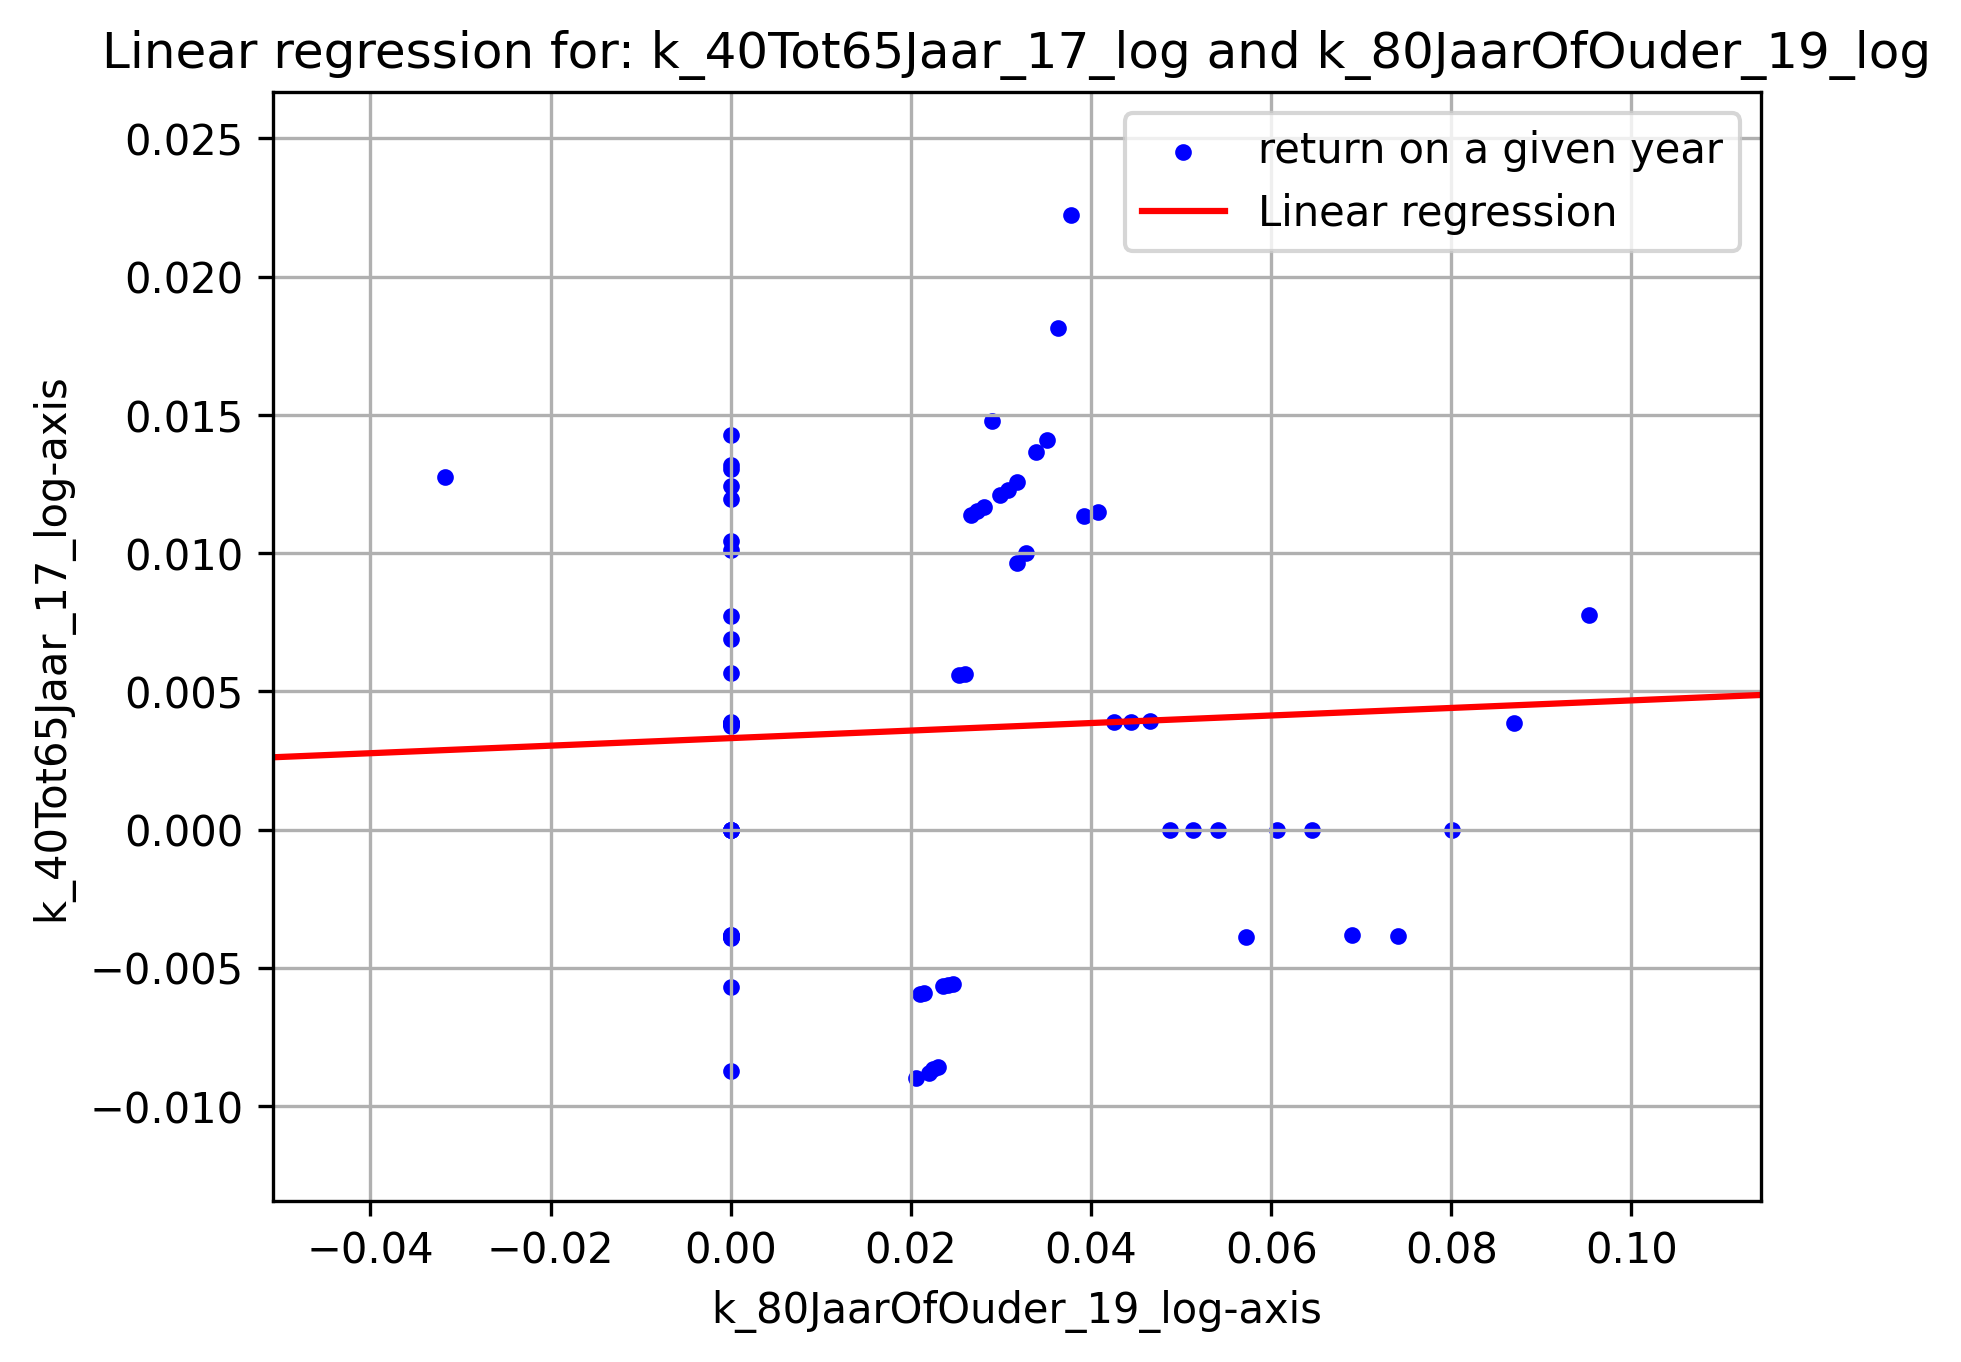 Linear regression for: k_40Tot65Jaar_17_log and k_80JaarOfOuder_19_log
return on a given year
Linear regression
k_40Tot65Jaar_17_log-axis
0.025
0.020
0.015
0.010
0.005
0.000
−0.005
−0.010
−0.04 −0.02 0.00 0.02 0.04 0.06 0.08 0.10
k_80JaarOfOuder_19_log-axis